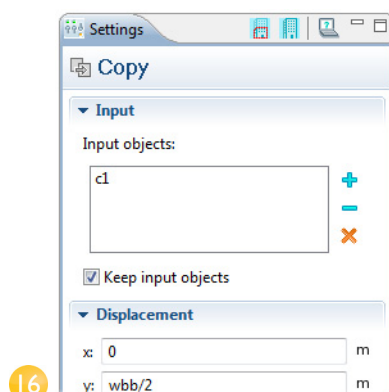 Settings
Copy
Input
Input objects:
c1
Keep input objects
Displacement
x: 0 m
16 y: wbb/2 m